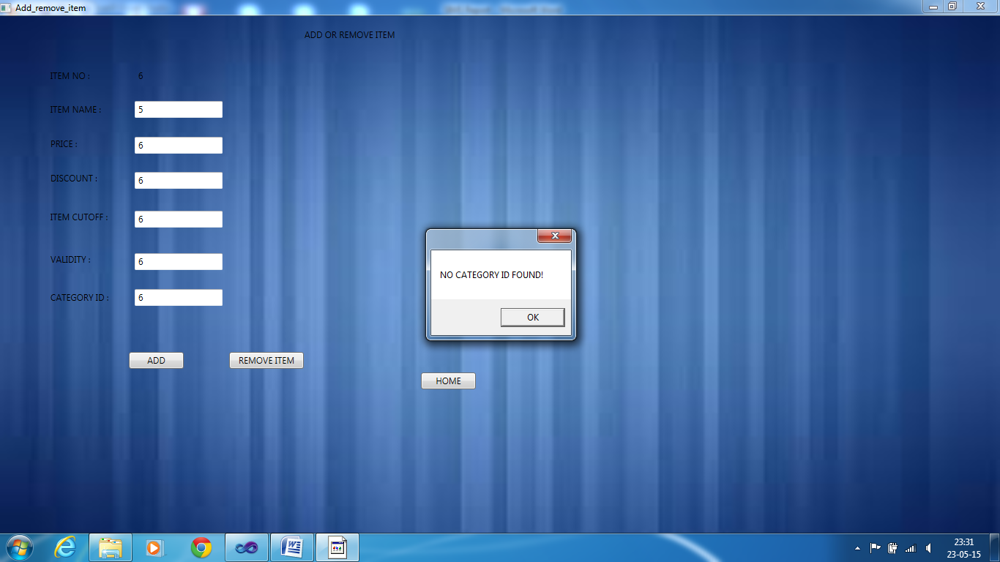 Add_remove_item
ADD OR REMOVE ITEM
ITEM NO : 6
ITEM NAME : 5
PRICE : 6
DISCOUNT : 6
ITEM CUTOFF : 6
VALIDITY : 6
CATEGORY ID : 6
NO CATEGORY ID FOUND!
OK
ADD REMOVE ITEM
HOME
23:31
23-05-15